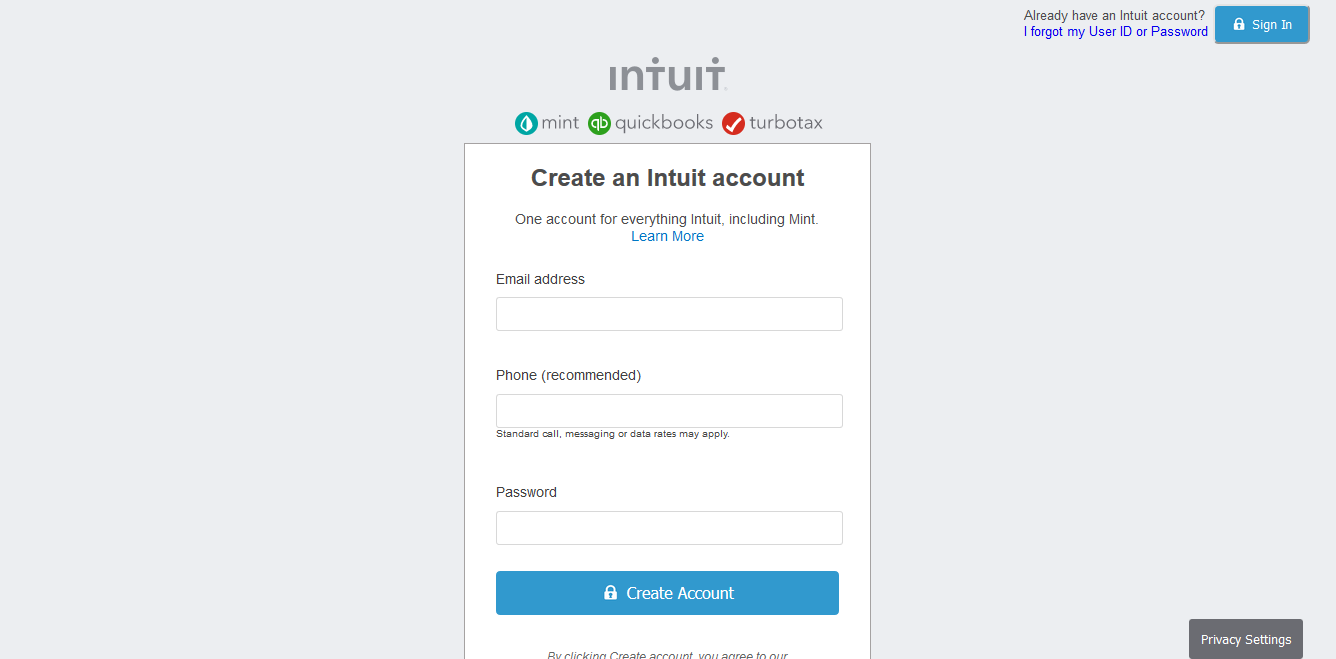 Already have an Intuit account?
I forgot my User ID or Password
Sign In
intuit
mint quickbooks turbotax
Create an Intuit account
One account for everything Intuit, including Mint.
Learn More
Email address
Phone (recommended)
Standard call, messaging or data rates may apply.
Password
Create Account
By clicking Create account, you agree to our
Privacy Settings